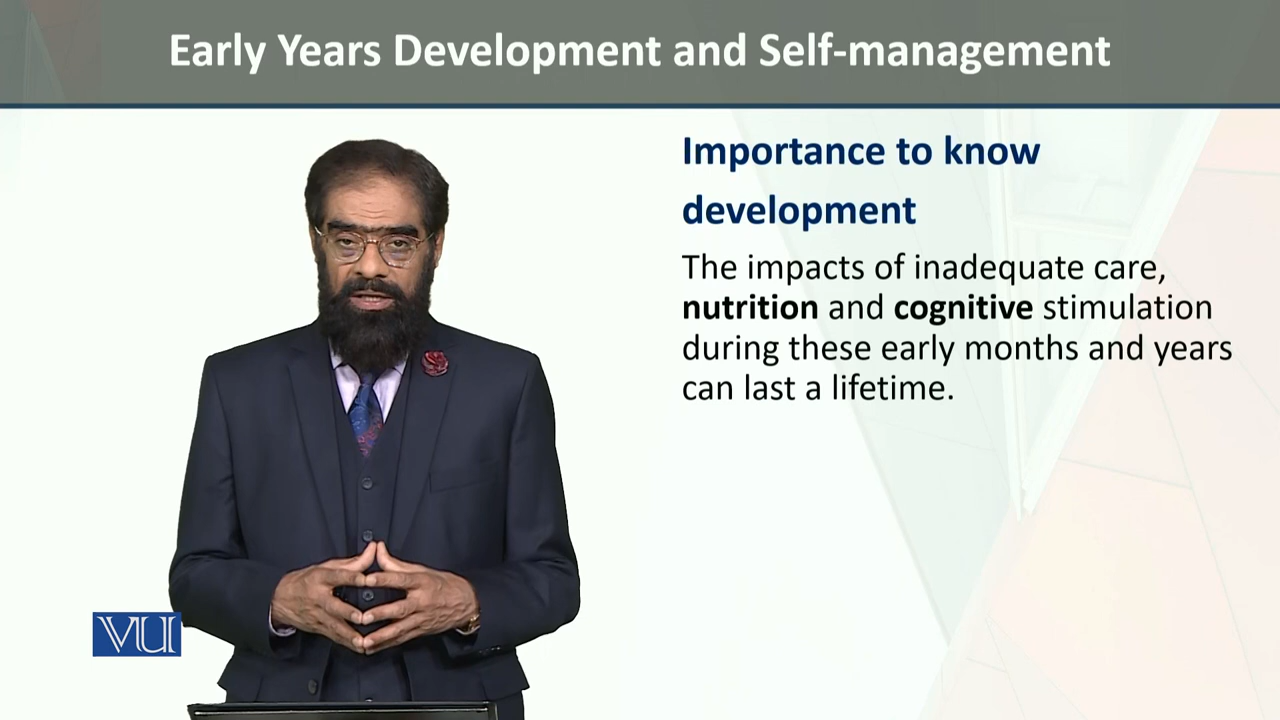 Early Years Development and Self-management
Importance to know
development
The impacts of inadequate care,
nutrition and cognitive stimulation
during these early months and years
can last a lifetime.
VU